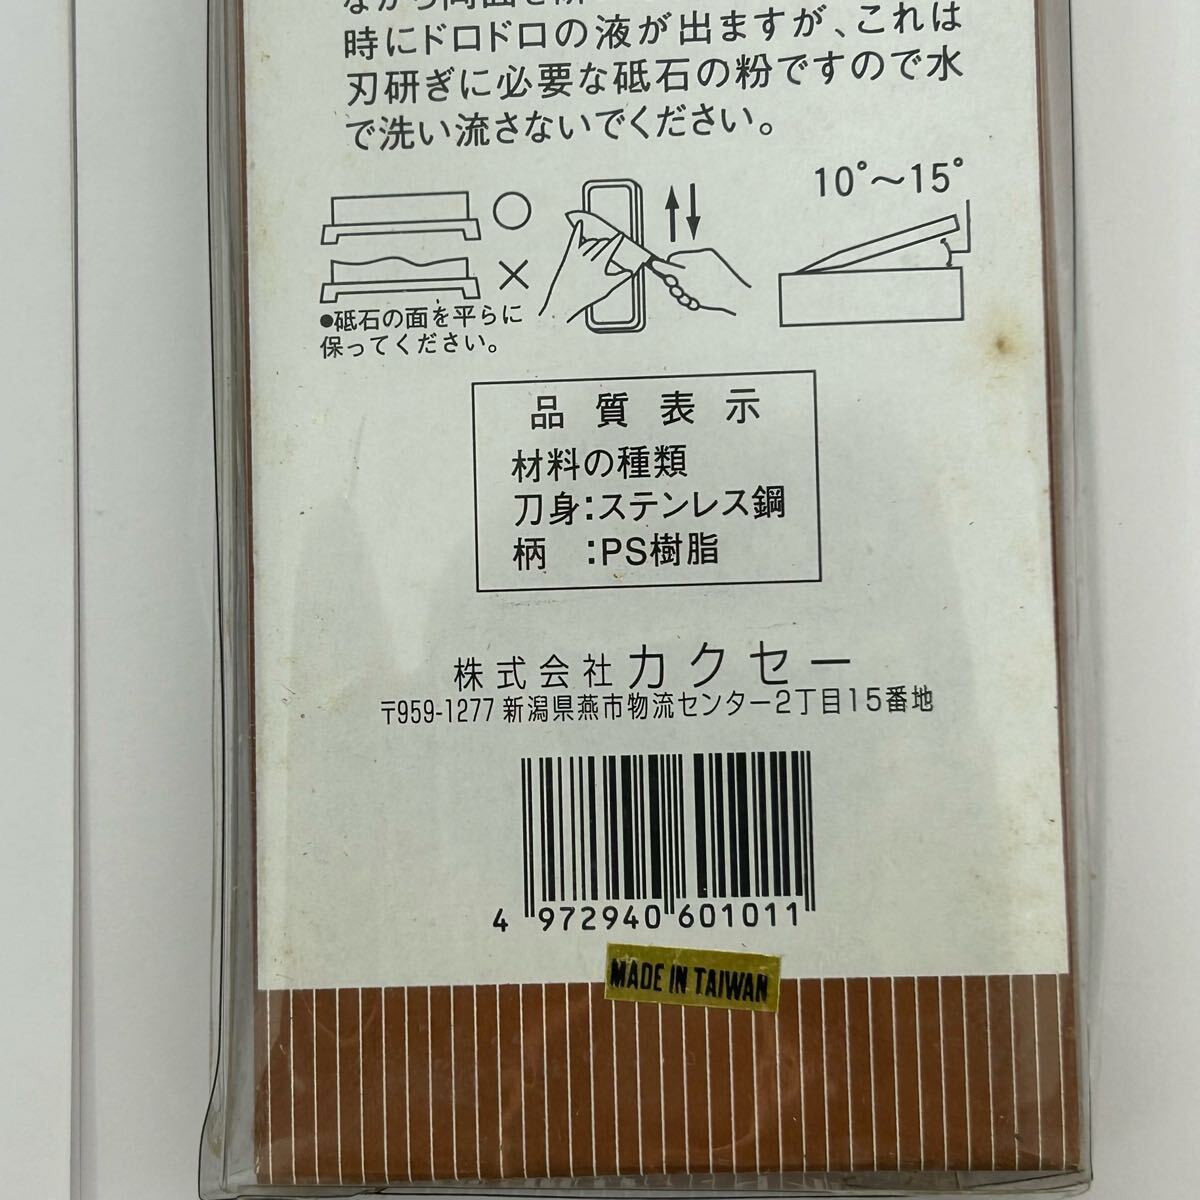 時にドロドロの液が出ますが、これは
刃研ぎに必要な砥石の粉ですので水
で洗い流さないでください。
10°～15°
●砥石の面を平らに
保ってください。
品質表示
材料の種類
刀身：ステンレス鋼
柄　：PS樹脂
株式会社カクセー
〒959-1277 新潟県燕市物流センター2丁目15番地
4 972940 601011
MADE IN TAIWAN